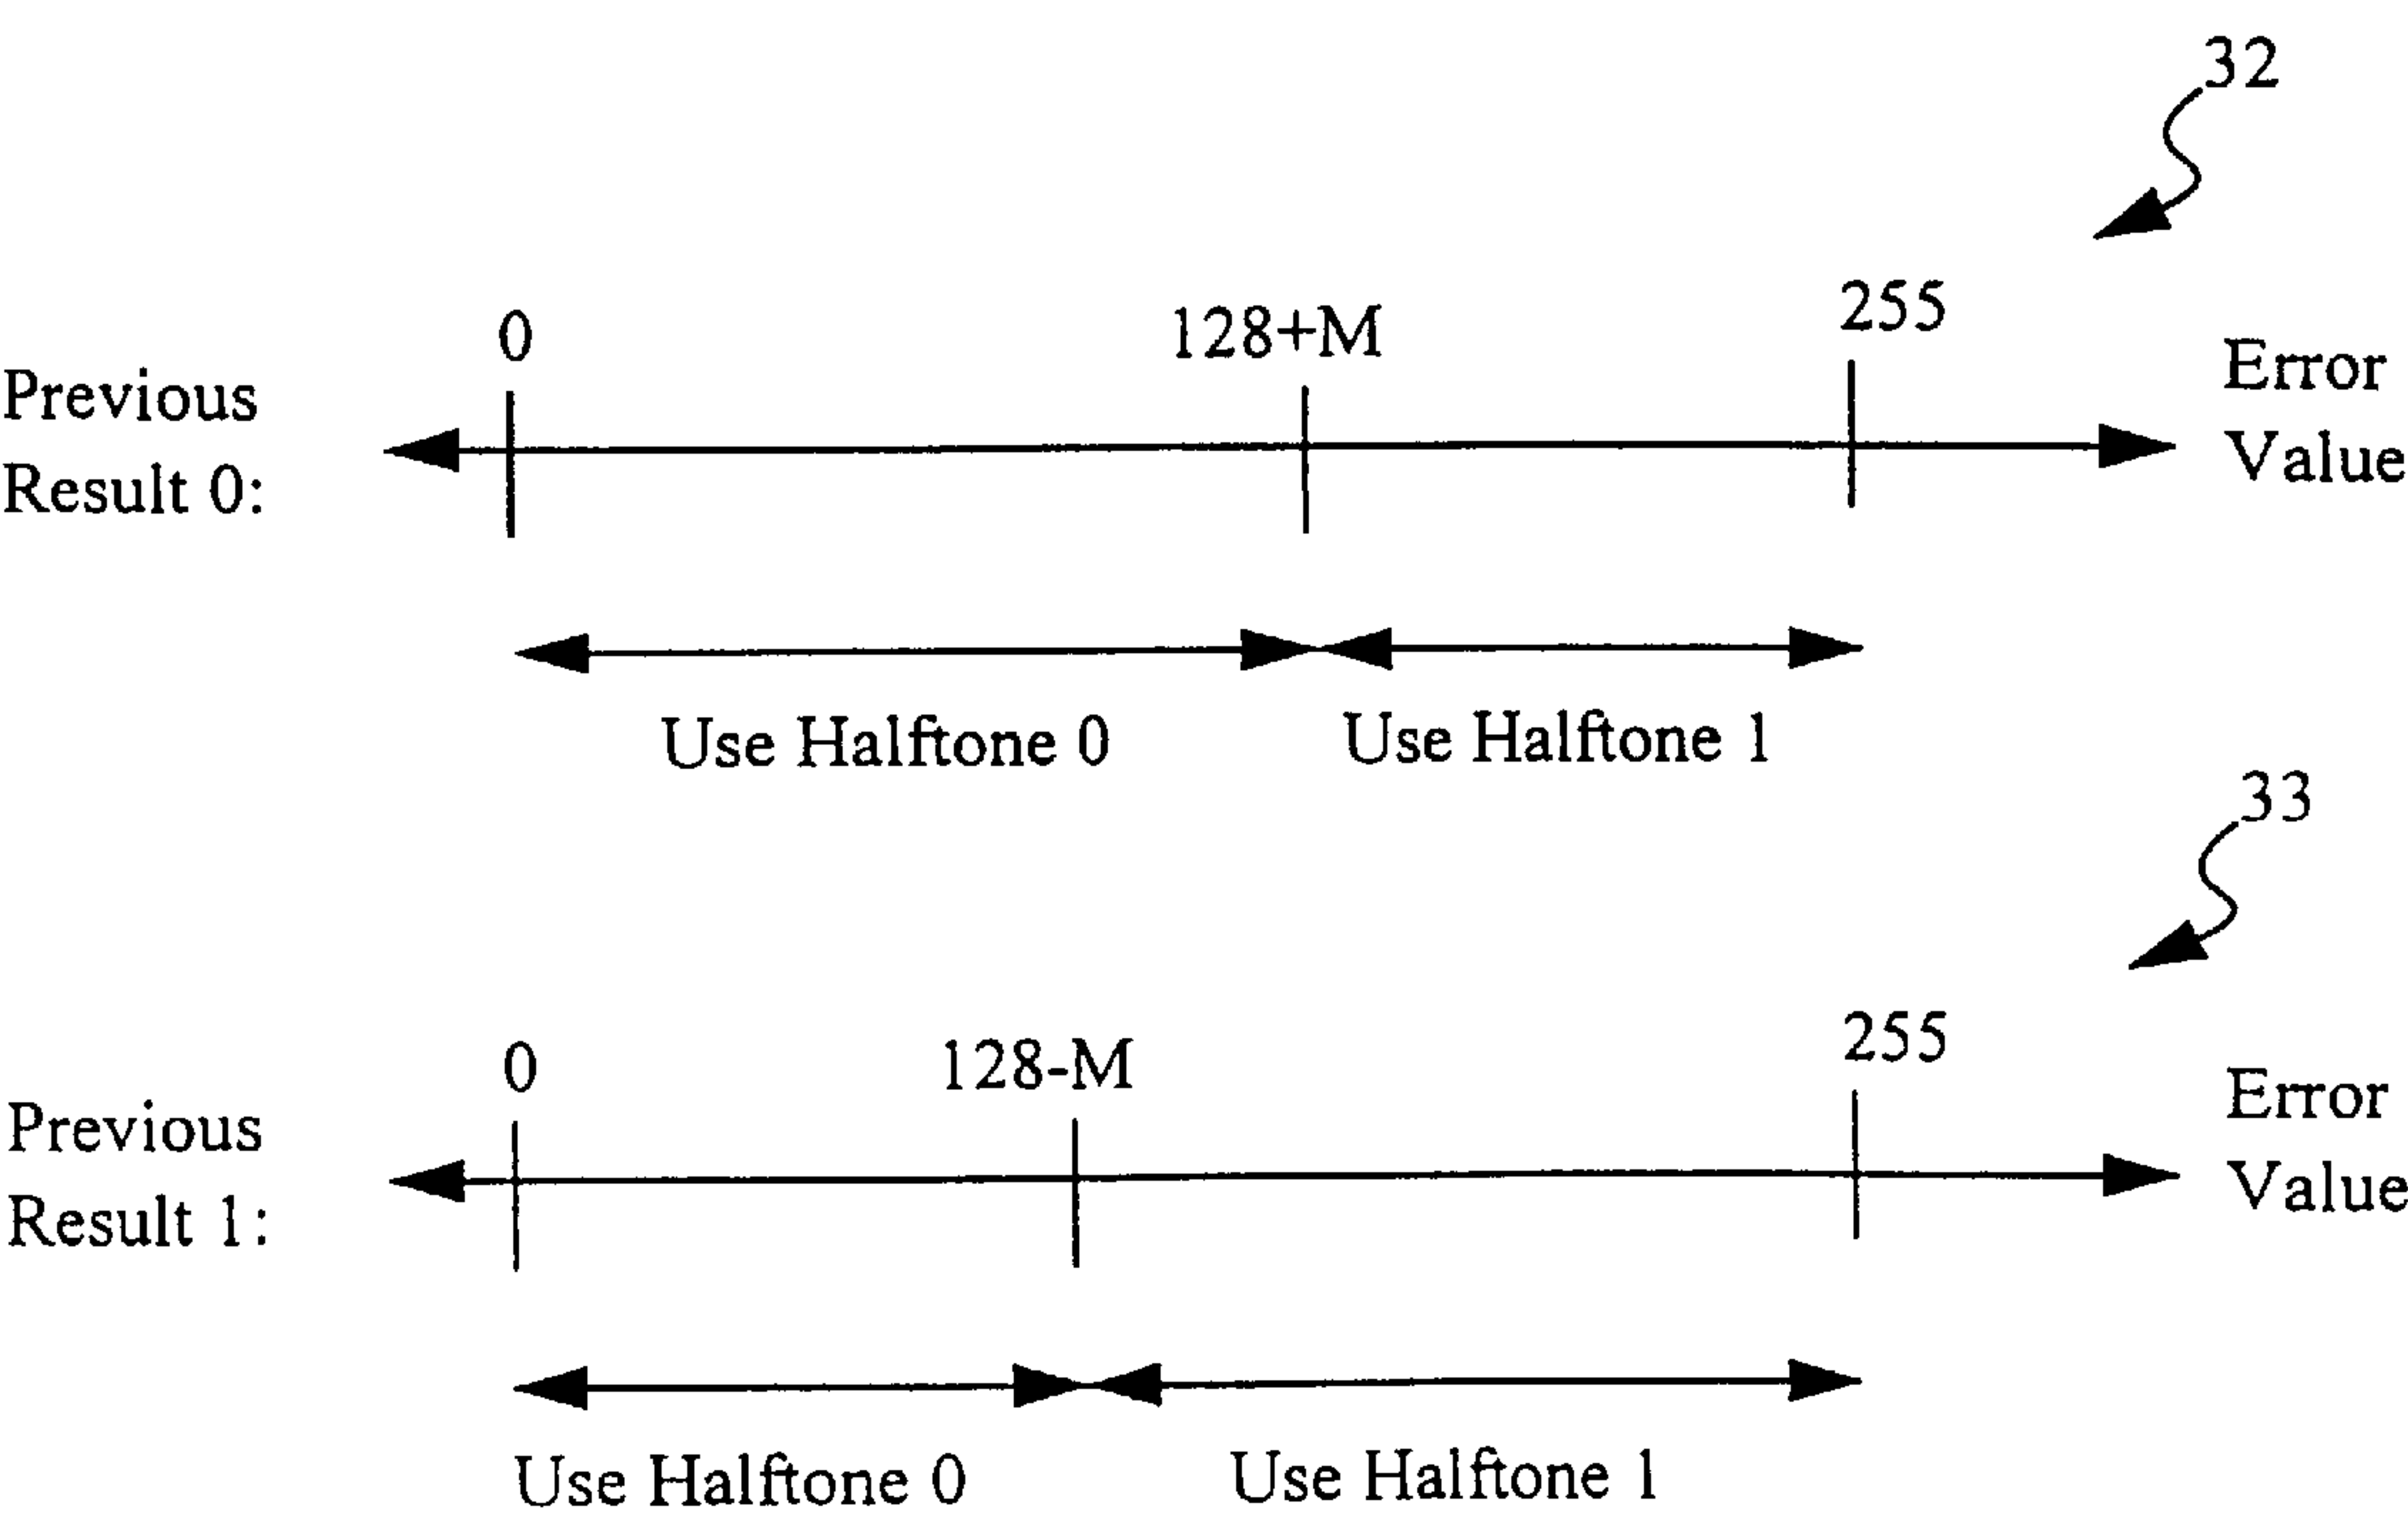 32
0
128+M
255
Previous
Result 0:
Error
Value
Use Halftone 0
Use Halftone 1
33
0
128-M
255
Previous
Result 1:
Error
Value
Use Halftone 0
Use Halftone 1